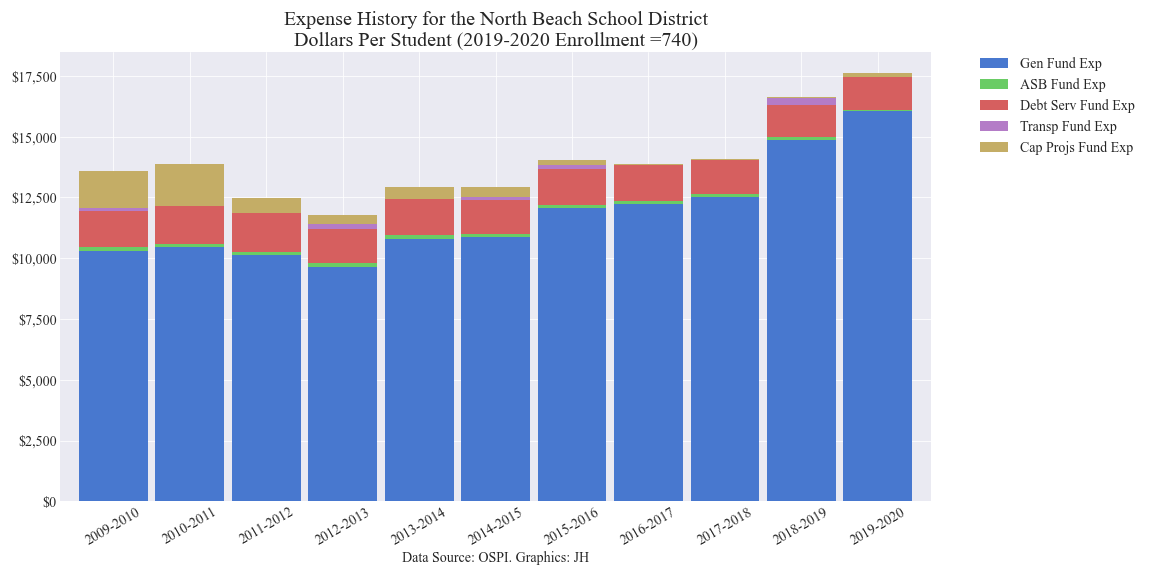 Expense History for the North Beach School District
Dollars Per Student (2019-2020 Enrollment =740)
Gen Fund Exp
ASB Fund Exp
Debt Serv Fund Exp
Transp Fund Exp
Cap Projs Fund Exp
$17,500
$15,000
$12,500
$10,000
$7,500
$5,000
$2,500
$0
2009-2010
2010-2011
2011-2012
2012-2013
2013-2014
2014-2015
2015-2016
2016-2017
2017-2018
2018-2019
2019-2020
Data Source: OSPI. Graphics: JH